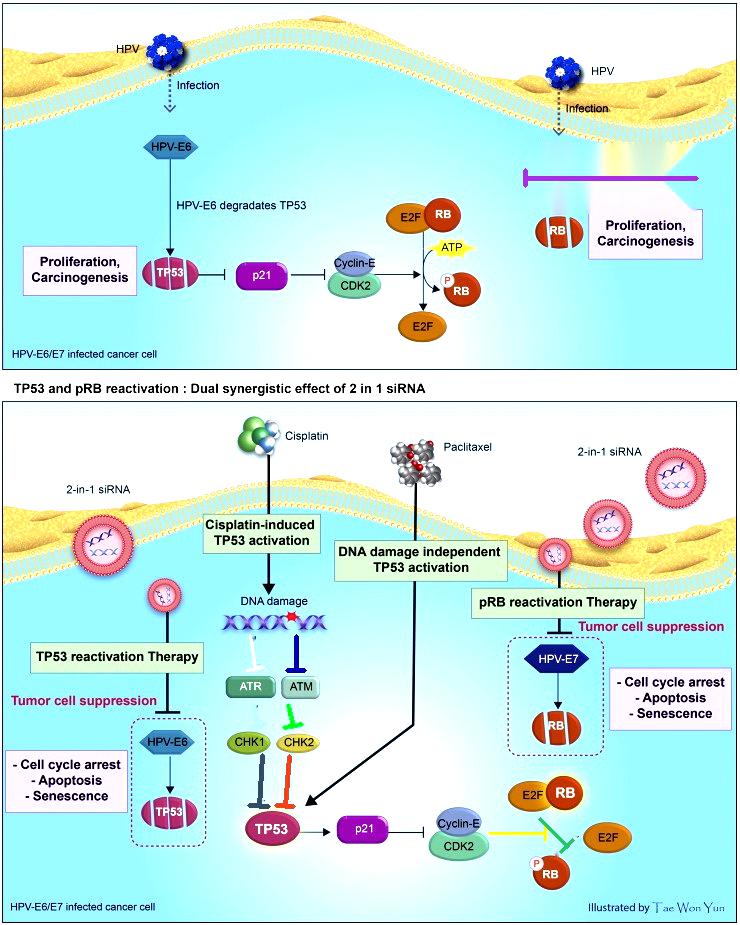 HPV
HPV
Infection
Infection
HPV-E6
HPV-E6 degrades TP53
E2F
RB
RB
Proliferation,
Carcinogenesis
ATP
Proliferation,
Carcinogenesis
TP53
p21
Cyclin-E
CDK2
P
RB
E2F
HPV-E6/E7 infected cancer cell
TP53 and pRB reactivation : Dual synergistic effect of 2 in 1 siRNA
Cisplatin
Paclitaxel
2-in-1 siRNA
2-in-1 siRNA
Cisplatin-induced
TP53 activation
DNA damage independent
TP53 activation
DNA damage
pRB reactivation Therapy
Tumor cell suppression
TP53 reactivation Therapy
HPV-E7
ATR
ATM
- Cell cycle arrest
- Apoptosis
- Senescence
Tumor cell suppression
RB
HPV-E6
CHK1
CHK2
- Cell cycle arrest
- Apoptosis
- Senescence
TP53
E2F
RB
TP53
p21
Cyclin-E
CDK2
E2F
P
RB
HPV-E6/E7 infected cancer cell
Illustrated by Tae Won Yun